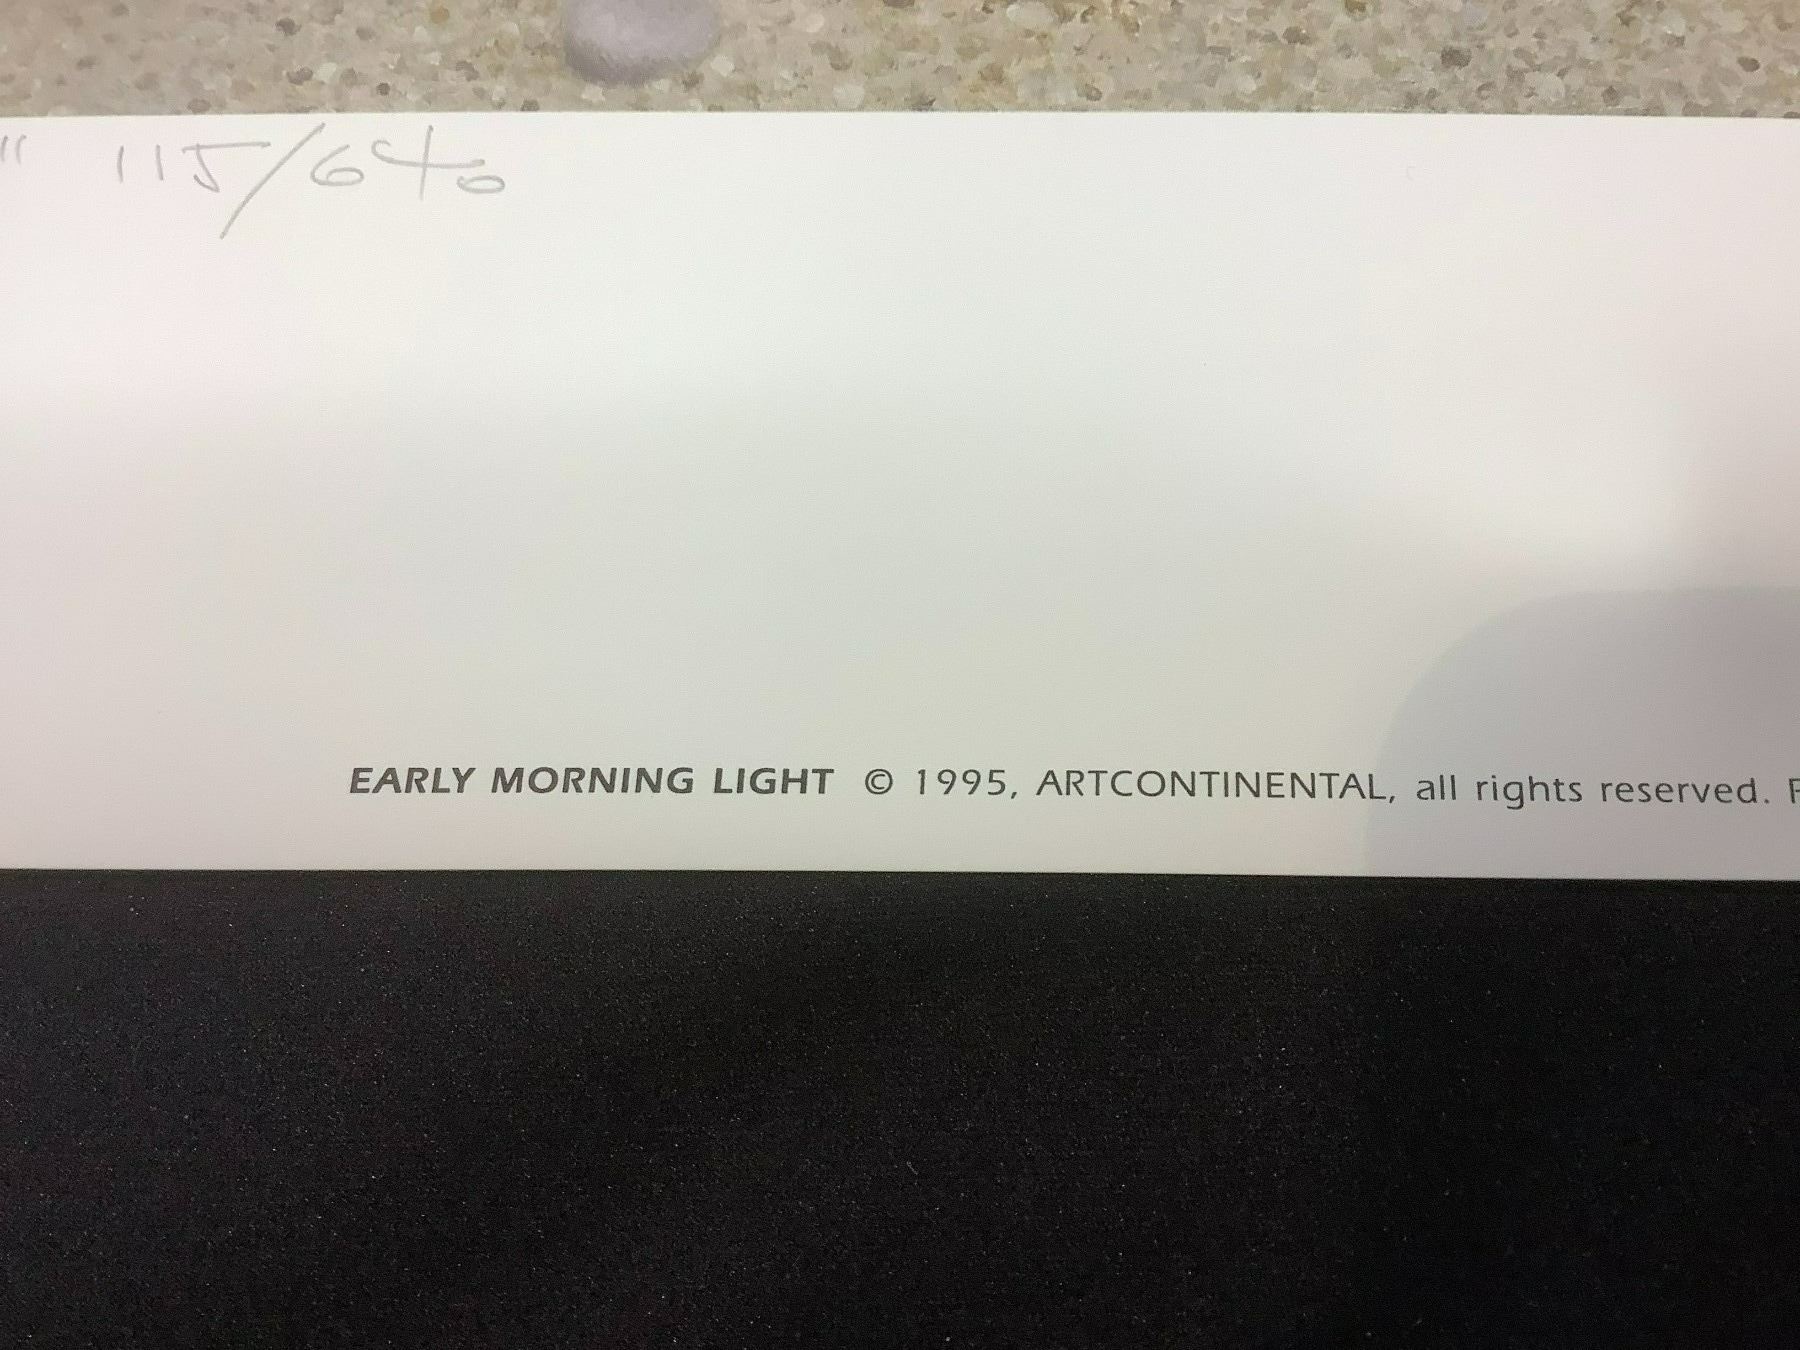 " 115/640
EARLY MORNING LIGHT © 1995, ARTCONTINENTAL, all rights reserved.